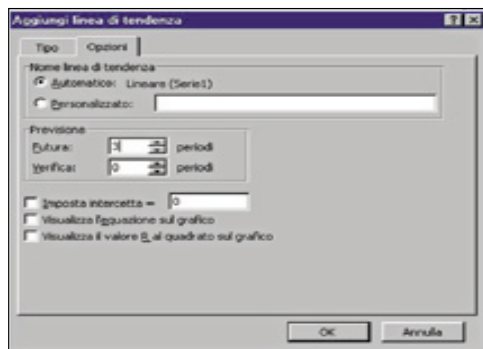 Aggiungi linea di tendenza
Tipo Opzioni
Nome linea di tendenza
Automatico: Lineare (Serie1)
Personalizzato:
Previsione
Futura: 3 periodi
Verifica: 0 periodi
Imposta intercetta = 0
Visualizza l'equazione sul grafico
Visualizza il valore R al quadrato sul grafico
OK Annulla